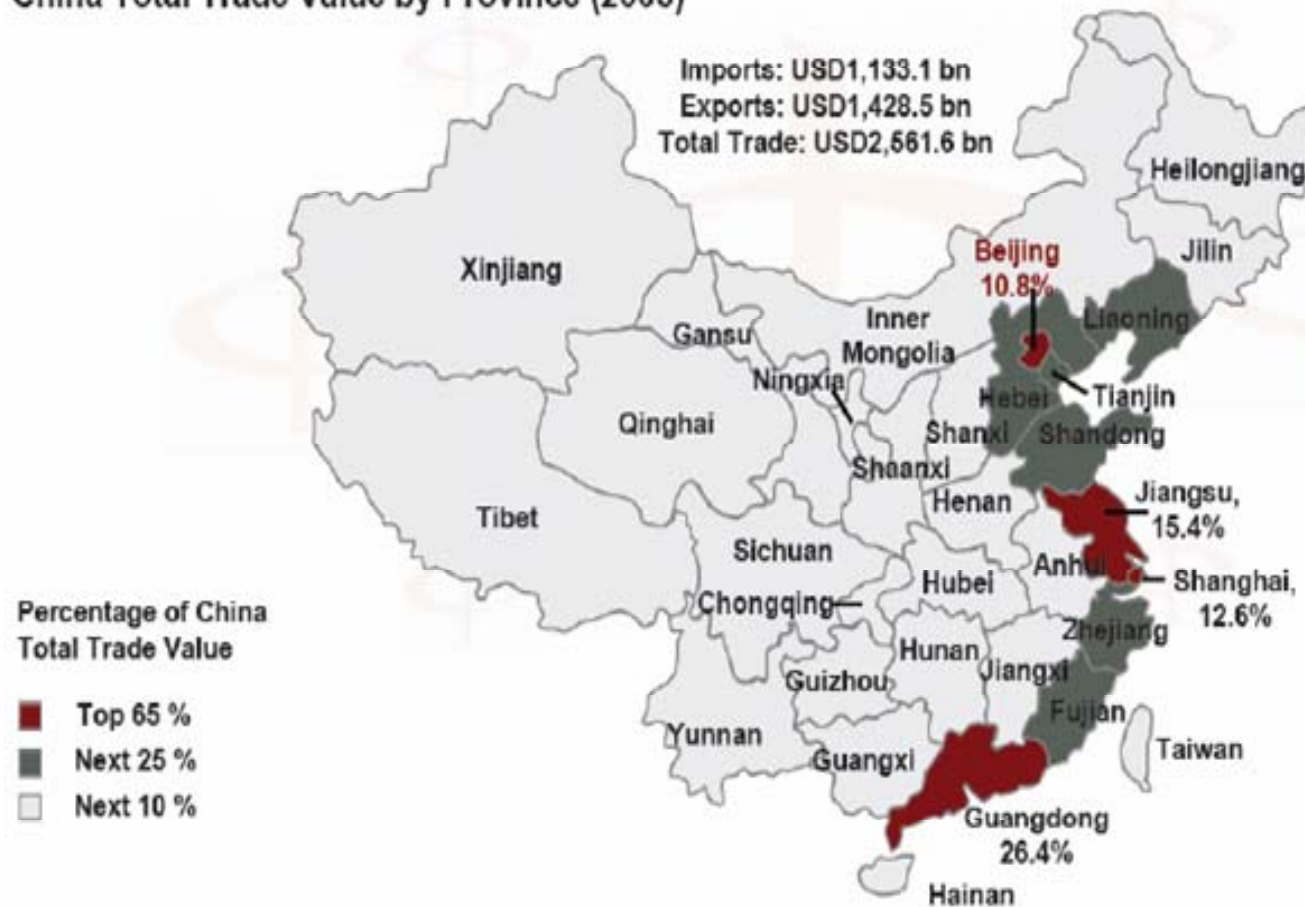 China Total Trade Value by Province (2008)
Imports: USD1,133.1 bn
Exports: USD1,428.5 bn
Total Trade: USD2,561.6 bn
Heilongjiang
Jilin
Beijing
10.8%
Xinjiang
Liaoning
Inner
Mongolia
Gansu
Ningxia
Tianjin
Hebei
Qinghai
Shanxi
Shandong
Shaanxi
Henan
Jiangsu,
15.4%
Tibet
Sichuan
Anhui
Hubei
Shanghai,
12.6%
Chongqing
Zhejiang
Hunan
Jiangxi
Guizhou
Fujian
Yunnan
Guangxi
Taiwan
Guangdong
26.4%
Hainan
Percentage of China
Total Trade Value
Top 65 %
Next 25 %
Next 10 %